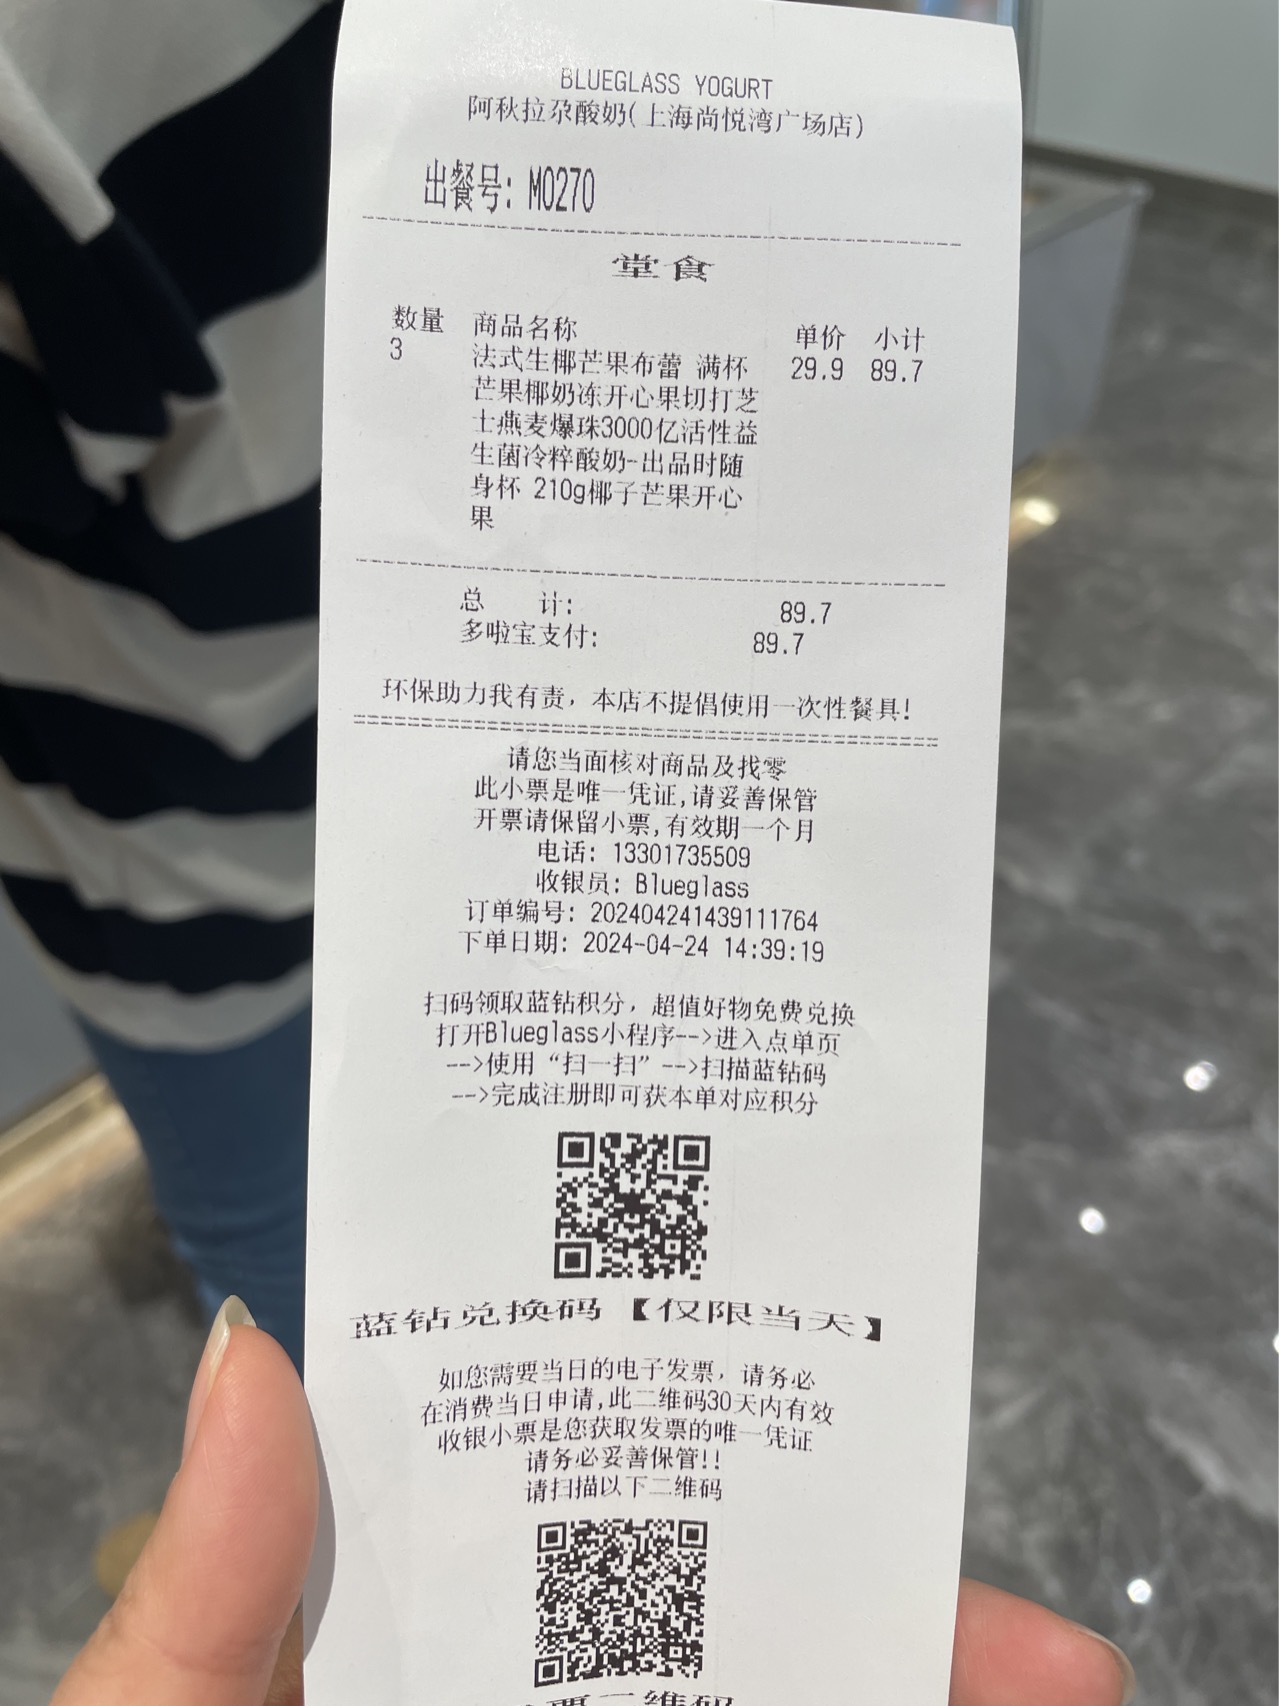 BLUEGLASS YOGURT
阿秋拉尕酸奶(上海尚悦湾广场店)
出餐号: M0270
堂食
数量 商品名称 单价 小计
3 法式生椰芒果布蕾 满杯 29.9 89.7
芒果椰奶冻开心果切打芝
士燕麦爆珠3000亿活性益
生菌冷粹酸奶-出品时随
身杯 210g椰子芒果开心
果
总 计: 89.7
多啦宝支付: 89.7
环保助力我有责，本店不提倡使用一次性餐具!
请您当面核对商品及找零
此小票是唯一凭证,请妥善保管
开票请保留小票,有效期一个月
电话: 13301735509
收银员: Blueglass
订单编号: 202404241439111764
下单日期: 2024-04-24 14:39:19
扫码领取蓝钻积分，超值好物免费兑换
打开Blueglass小程序-->进入点单页
-->使用“扫一扫”-->扫描蓝钻码
-->完成注册即可获本单对应积分
蓝钻兑换码【仅限当天】
如您需要当日的电子发票，请务必
在消费当日申请,此二维码30天内有效
收银小票是您获取发票的唯一凭证
请务必妥善保管!!
请扫描以下二维码
票二维码